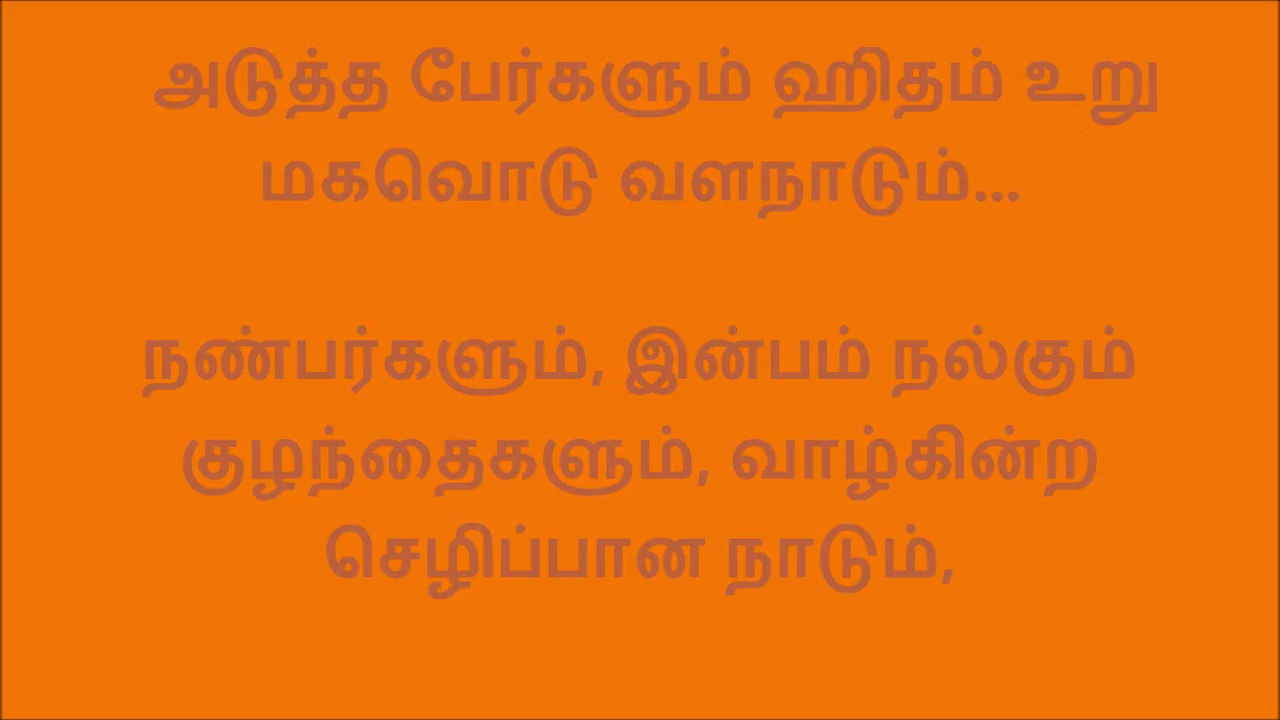 அடுத்த பேர்களும் ஹிதம் உறு
மகவொடு வளநாடும்...
நண்பர்களும், இன்பம் நல்கும்
குழந்தைகளும், வாழ்கின்ற
செழிப்பான நாடும்,